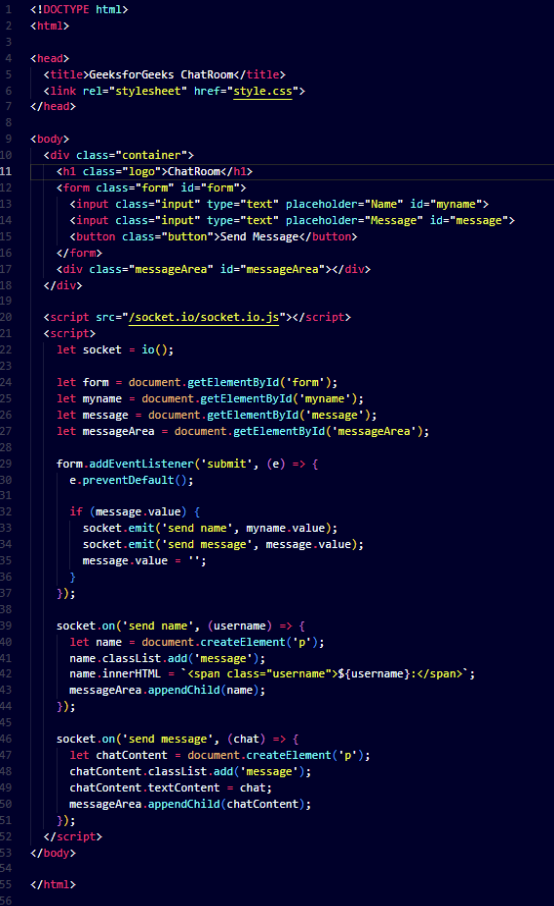 1 <!DOCTYPE html>
2 <html>
3
4 <head>
5   <title>GeeksforGeeks ChatRoom</title>
6   <link rel="stylesheet" href="style.css">
7 </head>
8
9 <body>
10   <div class="container">
11     <h1 class="logo">ChatRoom</h1>
12     <form class="form" id="form">
13       <input class="input" type="text" placeholder="Name" id="myname">
14       <input class="input" type="text" placeholder="Message" id="message">
15       <button class="button">Send Message</button>
16     </form>
17     <div class="messageArea" id="messageArea"></div>
18   </div>
19
20   <script src="/socket.io/socket.io.js"></script>
21   <script>
22     let socket = io();
23
24     let form = document.getElementById('form');
25     let myname = document.getElementById('myname');
26     let message = document.getElementById('message');
27     let messageArea = document.getElementById('messageArea');
28
29     form.addEventListener('submit', (e) => {
30       e.preventDefault();
31
32       if (message.value) {
33         socket.emit('send name', myname.value);
34         socket.emit('send message', message.value);
35         message.value = '';
36       }
37     });
38
39     socket.on('send name', (username) => {
40       let name = document.createElement('p');
41       name.classList.add('message');
42       name.innerHTML = `<span class="username">${username}:</span>`;
43       messageArea.appendChild(name);
44     });
45
46     socket.on('send message', (chat) => {
47       let chatContent = document.createElement('p');
48       chatContent.classList.add('message');
49       chatContent.textContent = chat;
50       messageArea.appendChild(chatContent);
51     });
52   </script>
53 </body>
54
55 </html>
56